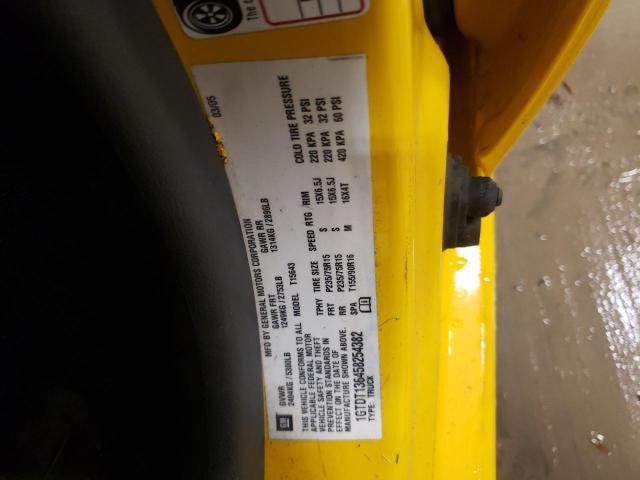 The c
MFD BY GENERAL MOTORS CORPORATION
03/05
GM
GVWR GAWR FRT GAWR RR
2404KG / 5300LB 1249KG / 2753LB 1314KG / 2896LB
THIS VEHICLE CONFORMS TO ALL
APPLICABLE FEDERAL MOTOR
VEHICLE SAFETY AND THEFT
PREVENTION STANDARDS IN
EFFECT ON THE DATE OF
MANUFACTURE SHOWN ABOVE.
1GTDT136458254382
TYPE: TRUCK
MODEL T15643
TPHY TIRE SIZE SPEED RTG / RIM COLD TIRE PRESSURE
FRT P235/75R15 S 15X6.5J 220 KPA 32 PSI
RR P235/75R15 S 15X6.5J 220 KPA 32 PSI
SPA T155/90R16 M 16X4T 420 KPA 60 PSI